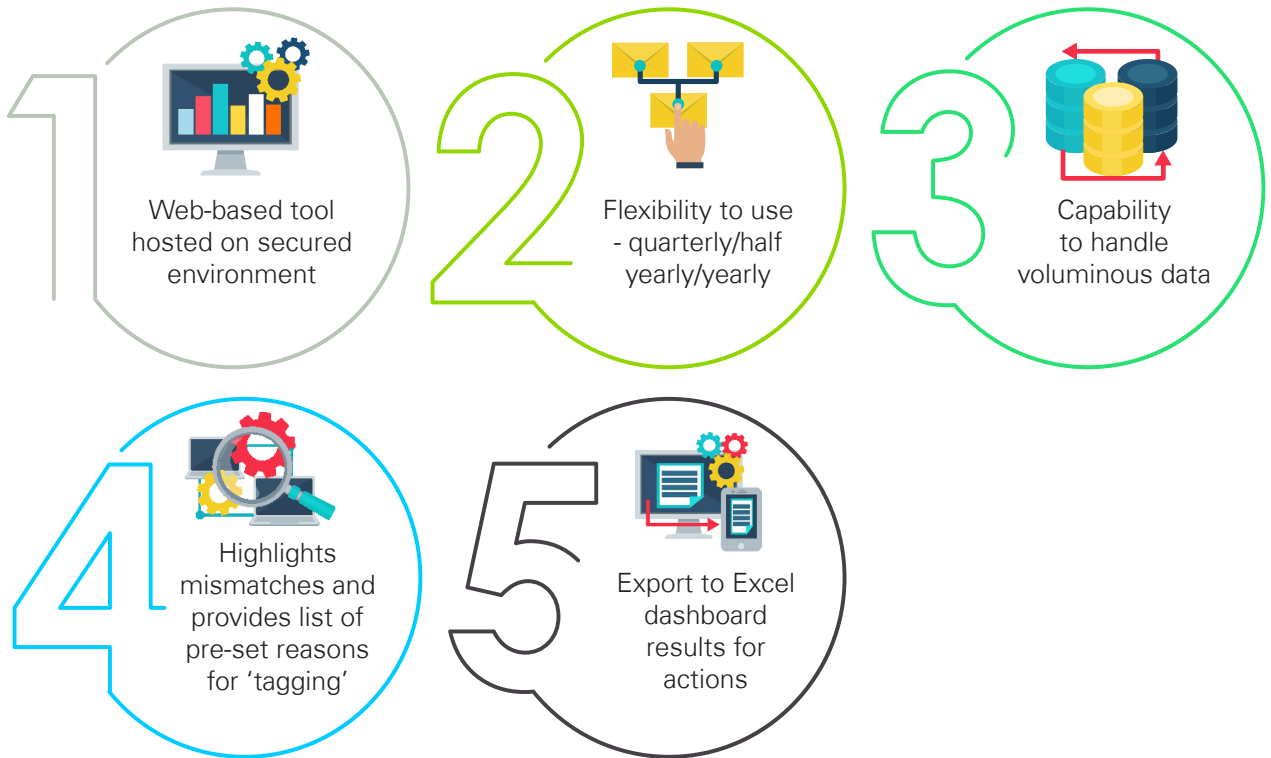 1
Web-based tool
hosted on secured
environment
2
Flexibility to use
- quarterly/half
yearly/yearly
3
Capability
to handle
voluminous data
4
Highlights
mismatches and
provides list of
pre-set reasons
for ‘tagging’
5
Export to Excel
dashboard
results for
actions